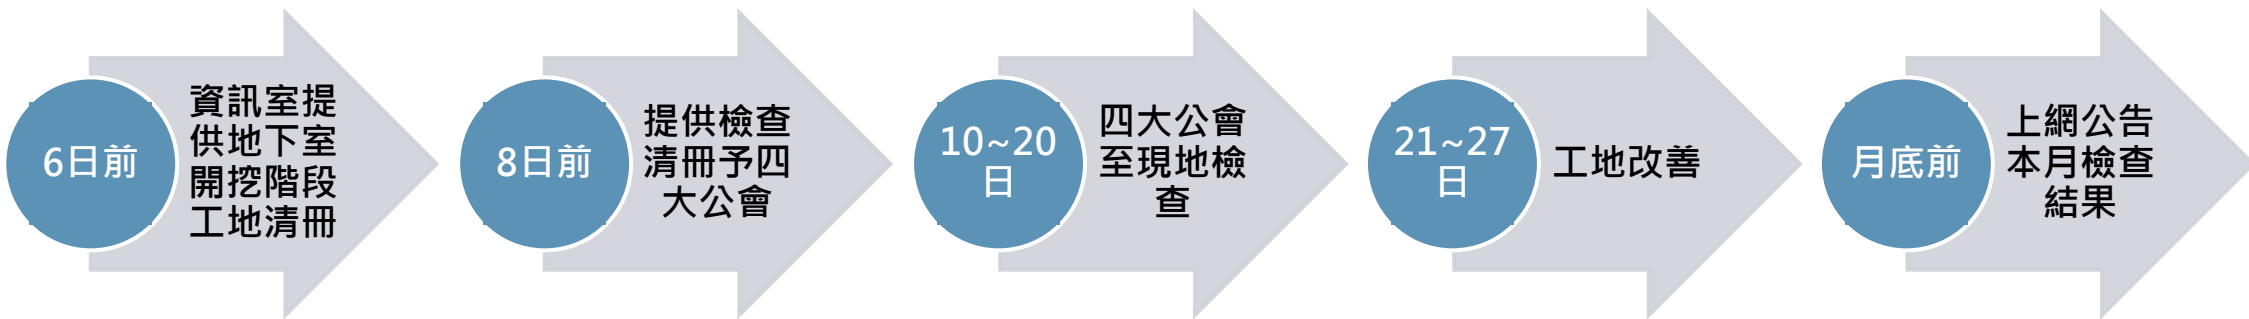 6日前
資訊室提
供地下室
開挖階段
工地清冊
8日前
提供檢查
清冊予四
大公會
10~20
日
四大公會
至現地檢
查
21~27
日
工地改善
月底前
上網公告
本月檢查
結果